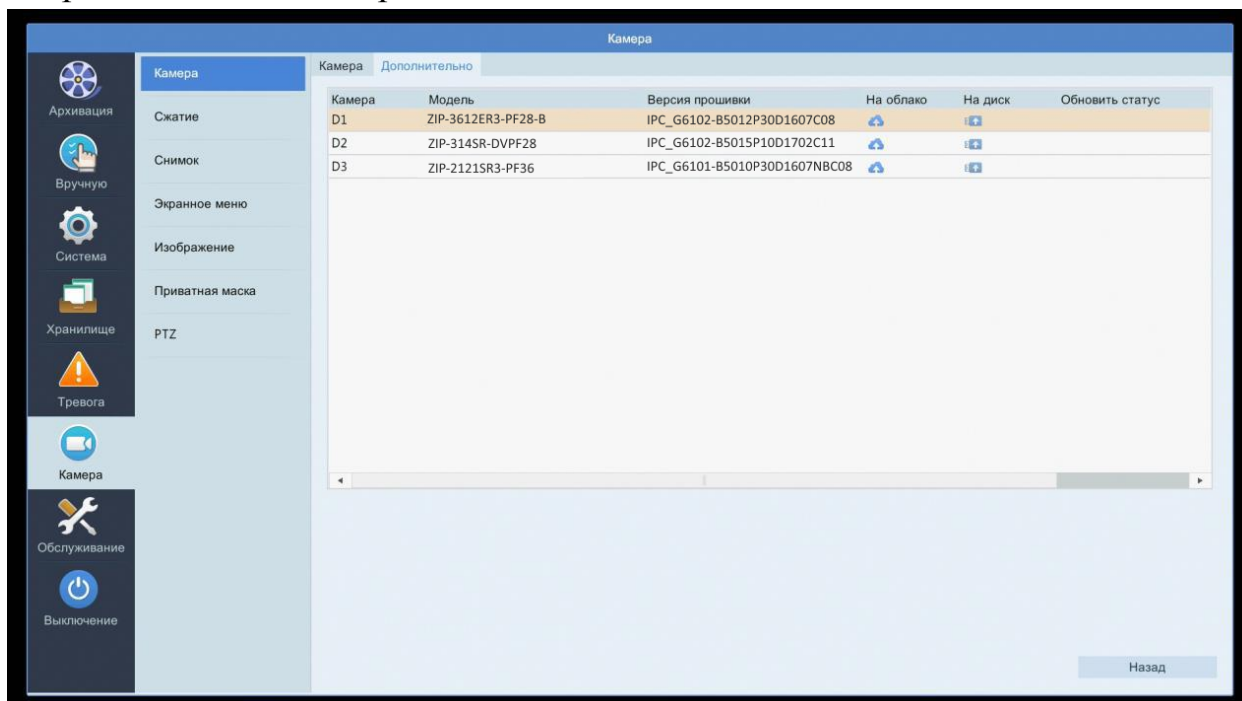 Камера
Архивация
Вручную
Система
Хранилище
Тревога
Камера
Обслуживание
Выключение
Камера
Сжатие
Снимок
Экранное меню
Изображение
Приватная маска
PTZ
Камера Дополнительно
Камера Модель Версия прошивки На облако На диск Обновить статус
D1 ZIP-3612ER3-PF28-B IPC_G6102-B5012P30D1607C08
D2 ZIP-314SR-DVPF28 IPC_G6102-B5015P10D1702C11
D3 ZIP-2121SR3-PF36 IPC_G6101-B5010P30D1607NBC08
Назад